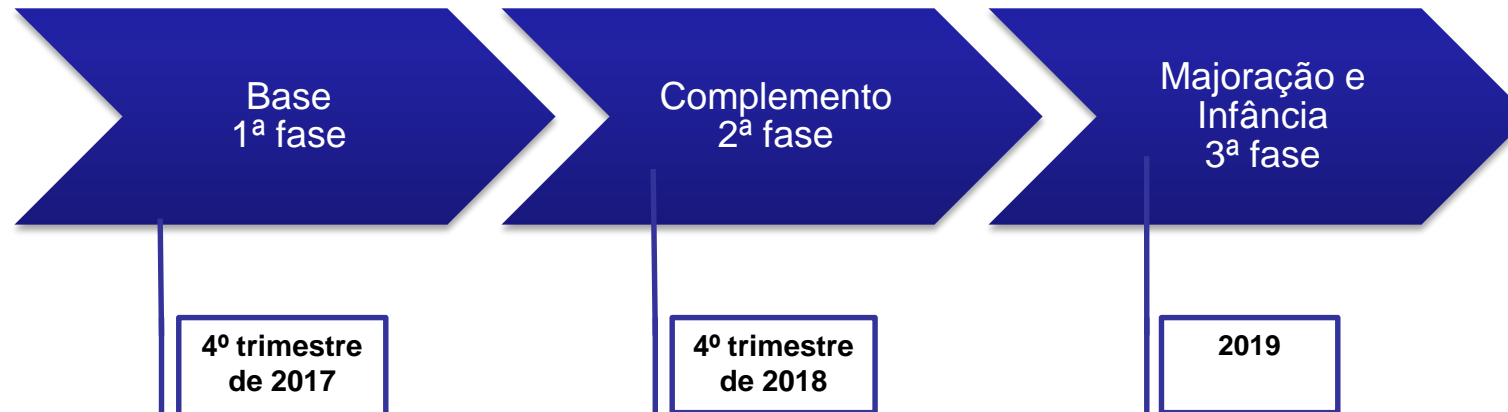 Base
1ª fase
Complemento
2ª fase
Majoração e
Infância
3ª fase
4º trimestre
de 2017
4º trimestre
de 2018
2019